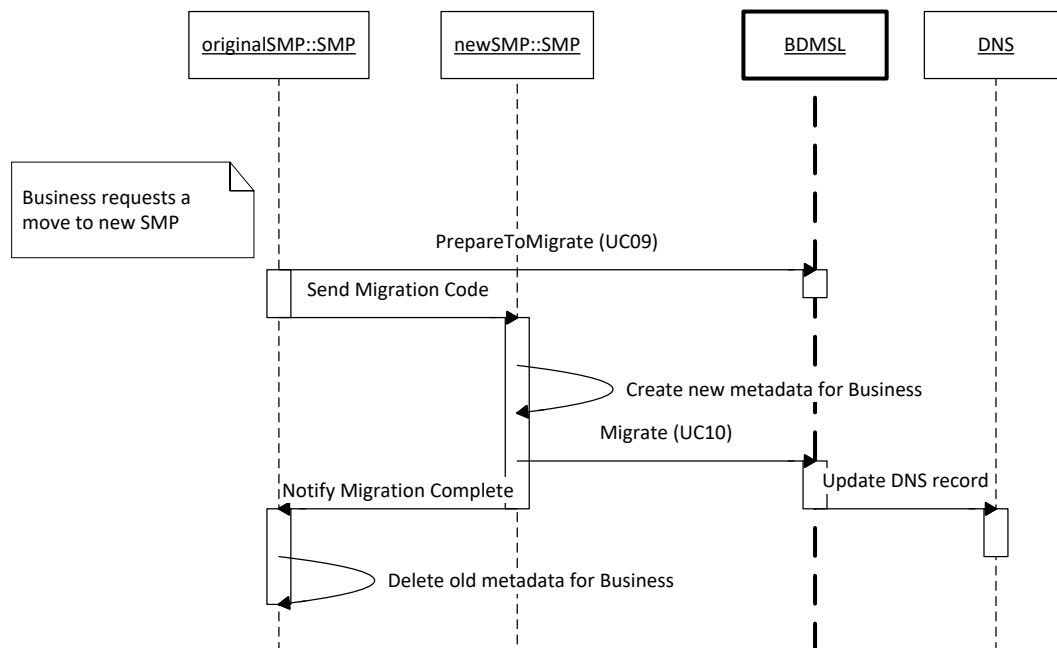 originalSMP::SMP
newSMP::SMP
BDMSL
DNS
Business requests a
move to new SMP
PrepareToMigrate (UC09)
Send Migration Code
Create new metadata for Business
Migrate (UC10)
Update DNS record
Notify Migration Complete
Delete old metadata for Business